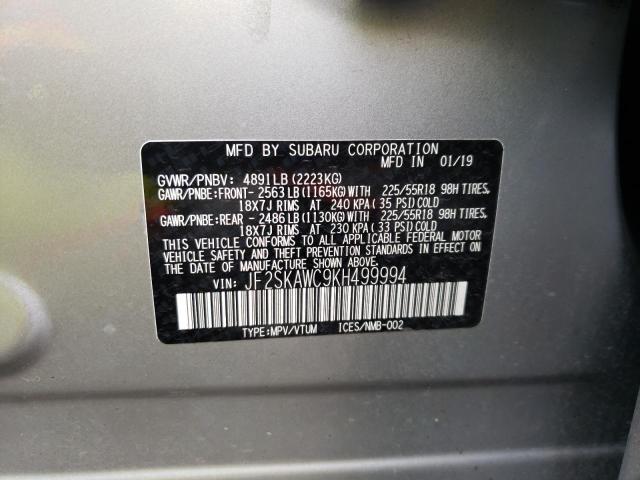 MFD BY SUBARU CORPORATION
MFD IN 01/19
GVWR/PNBV: 4891LB(2223KG)
GAWR/PNBE:FRONT- 2563LB(1165KG)WITH 225/55R18 98H TIRES,
18X7J RIMS AT 240 KPA(35 PSI)COLD
GAWR/PNBE:REAR - 2486LB(1130KG)WITH 225/55R18 98H TIRES,
18X7J RIMS AT 230 KPA(33 PSI)COLD
THIS VEHICLE CONFORMS TO ALL APPLICABLE FEDERAL MOTOR
VEHICLE SAFETY AND THEFT PREVENTION STANDARDS IN EFFECT
ON THE DATE OF MANUFACTURE SHOWN ABOVE.
VIN: JF2SKAWC9KH499994
TYPE:MPV/VTUM ICES/NMB-002